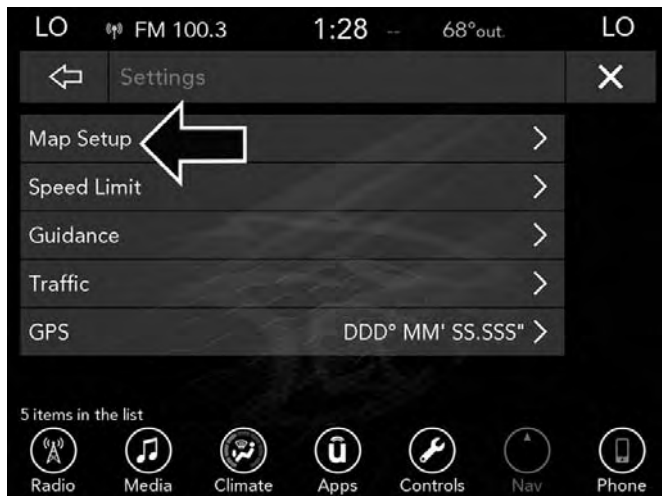 LO FM 100.3 1:28 -- 68°out. LO
Settings
Map Setup
Speed Limit
Guidance
Traffic
GPS DDD° MM' SS.SSS"
5 items in the list
Radio Media Climate Apps Controls Nav Phone